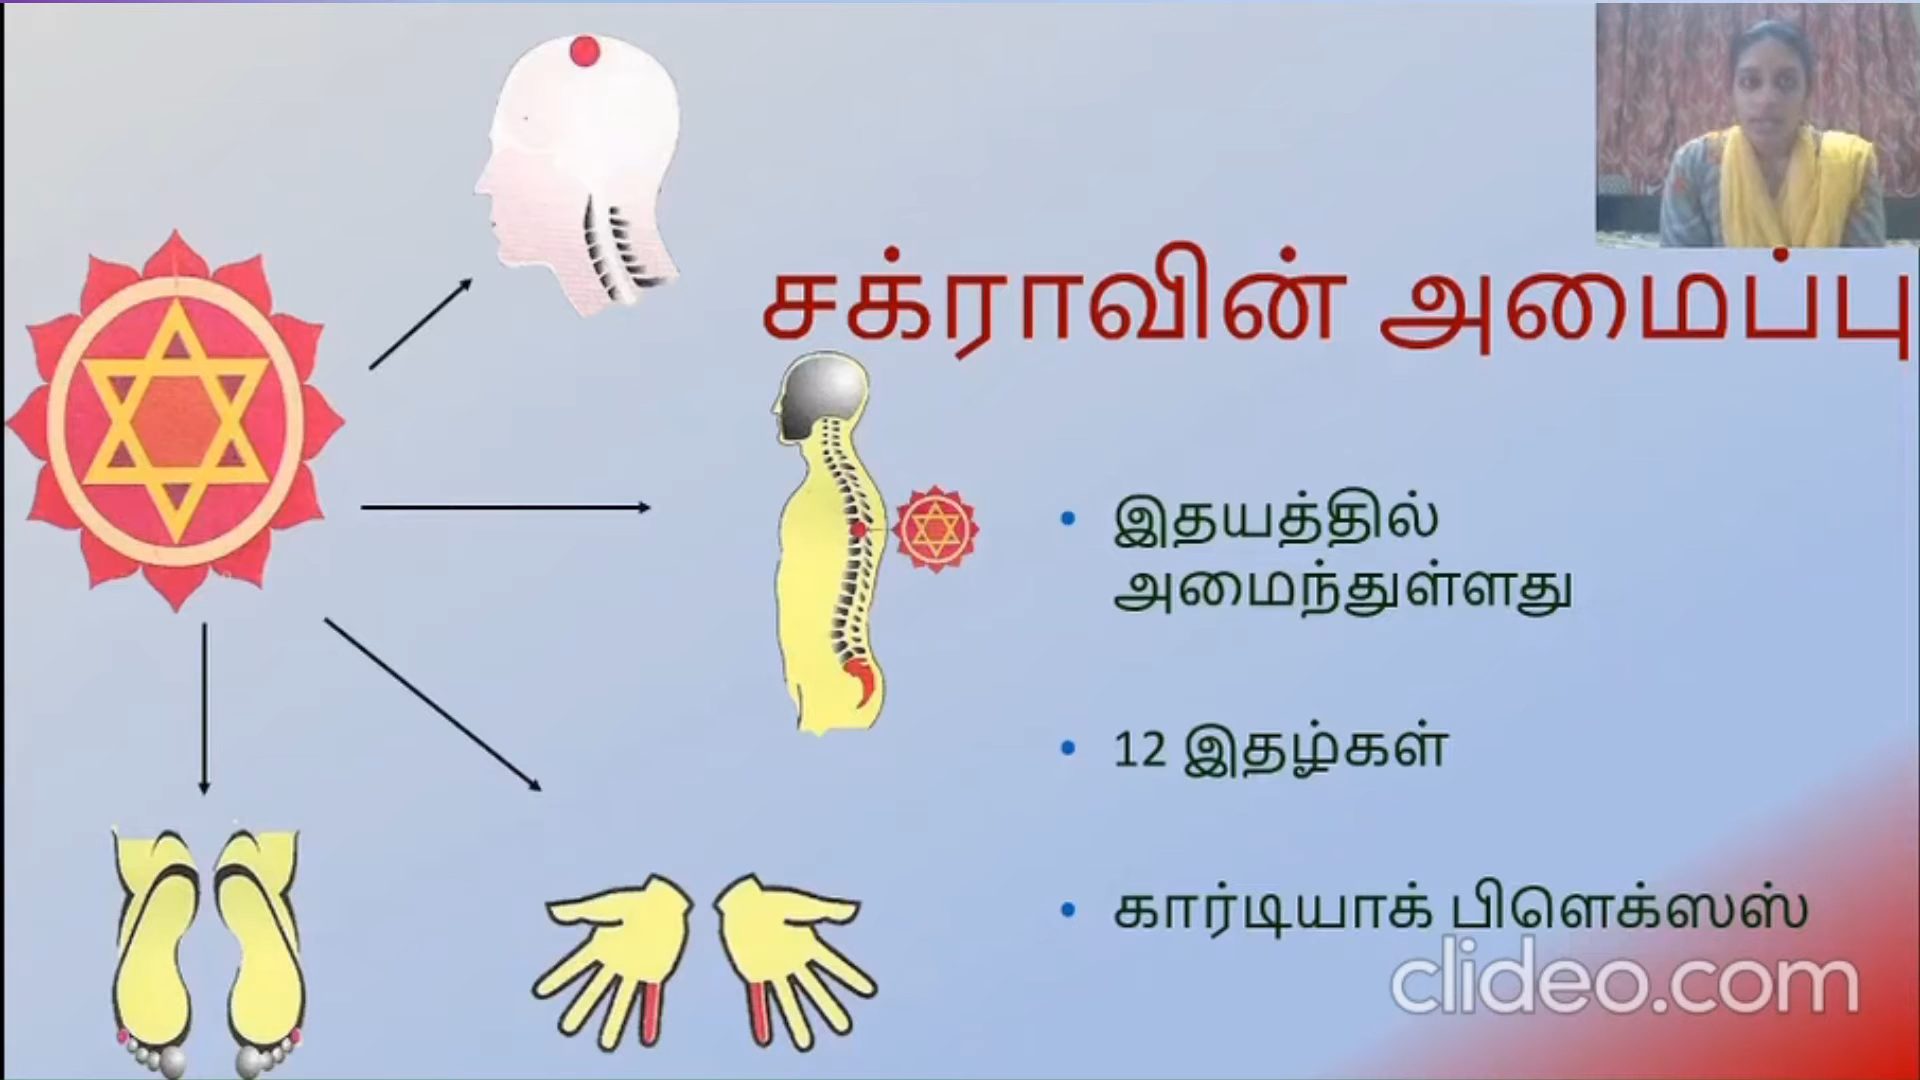 சக்ராவின் அமைப்பு
• இதயத்தில்
அமைந்துள்ளது
• 12 இதழ்கள்
• கார்டியாக் பிளெக்ஸஸ்
clideo.com